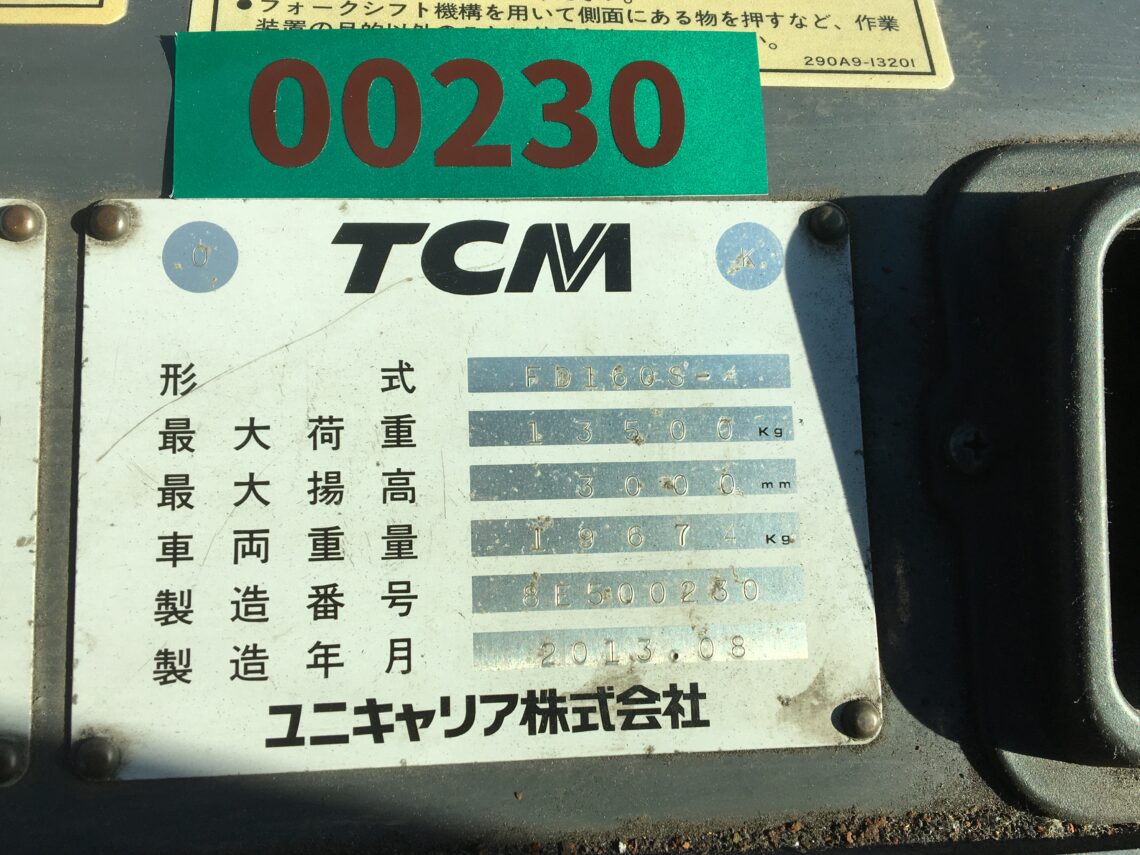 ●フォークシフト機構を用いて側面にある物を押すなど、作業
290A9-13201
00230
O TCM K
形式 FD160S-4
最大荷重 13500 Kg
最大揚高 3000 mm
車両重量 19674 Kg
製造番号 8E500230
製造年月 2013.08
ユニキャリア株式会社